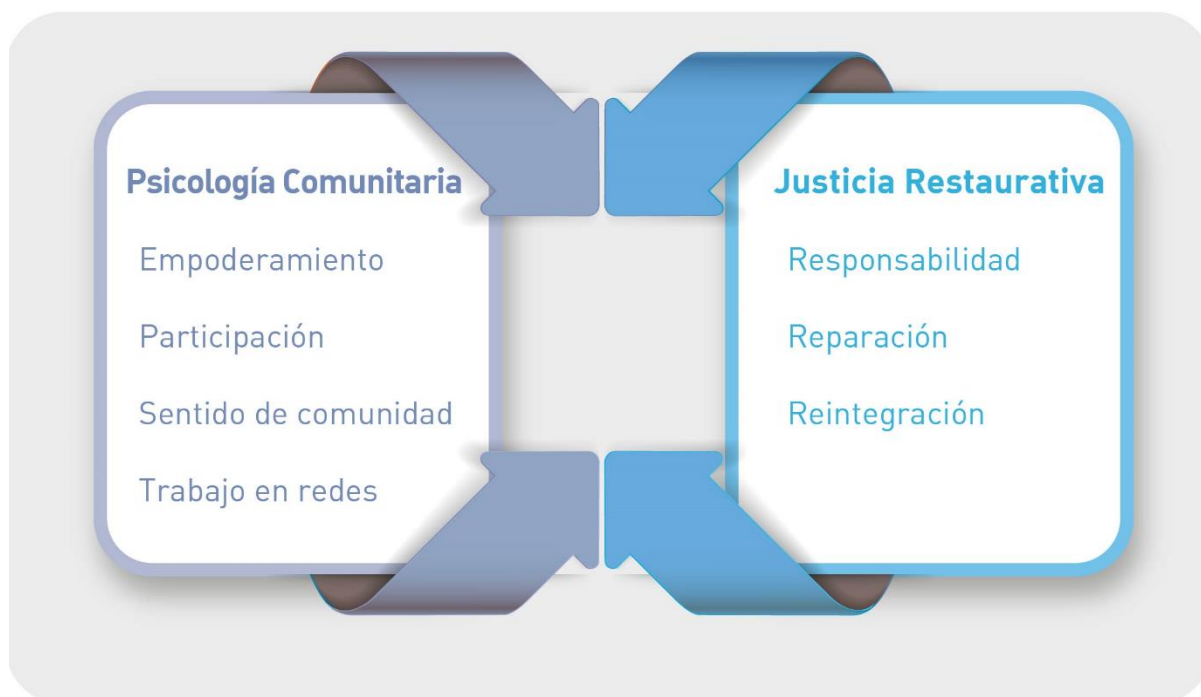 Psicología Comunitaria
Empoderamiento
Participación
Sentido de comunidad
Trabajo en redes
Justicia Restaurativa
Responsabilidad
Reparación
Reintegración